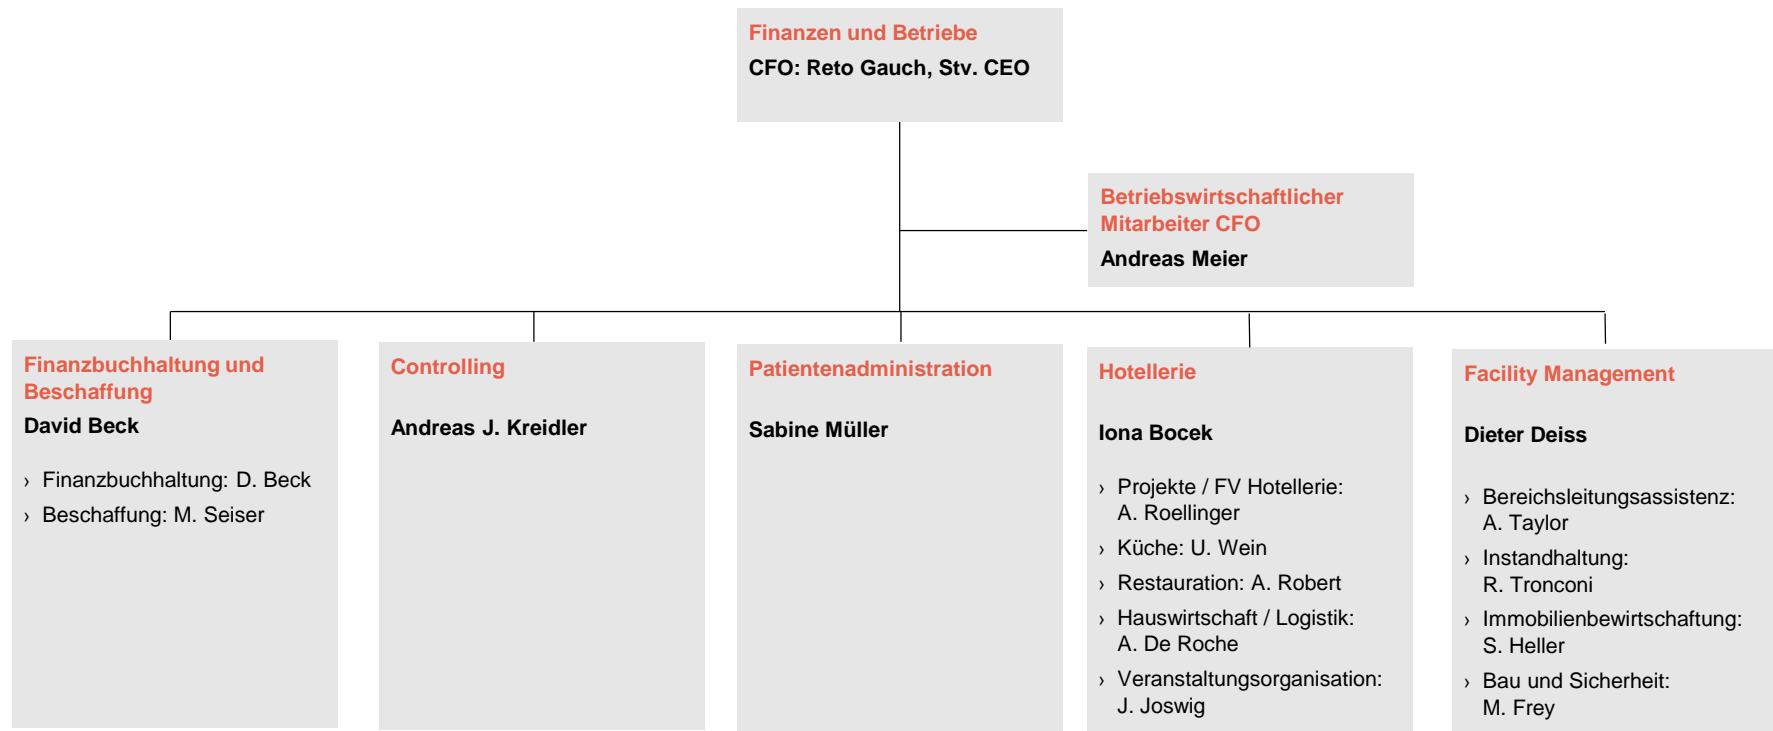 Finanzen und Betriebe
CFO: Reto Gauch, Stv. CEO
Betriebswirtschaftlicher
Mitarbeiter CFO
Andreas Meier
Finanzbuchhaltung und
Beschaffung
David Beck
› Finanzbuchhaltung: D. Beck
› Beschaffung: M. Seiser
Controlling
Andreas J. Kreidler
Patientenadministration
Sabine Müller
Hotellerie
Iona Bocek
› Projekte / FV Hotellerie:
A. Roellinger
› Küche: U. Wein
› Restauration: A. Robert
› Hauswirtschaft / Logistik:
A. De Roche
› Veranstaltungsorganisation:
J. Joswig
Facility Management
Dieter Deiss
› Bereichsleitungsassistenz:
A. Taylor
› Instandhaltung:
R. Tronconi
› Immobilienbewirtschaftung:
S. Heller
› Bau und Sicherheit:
M. Frey